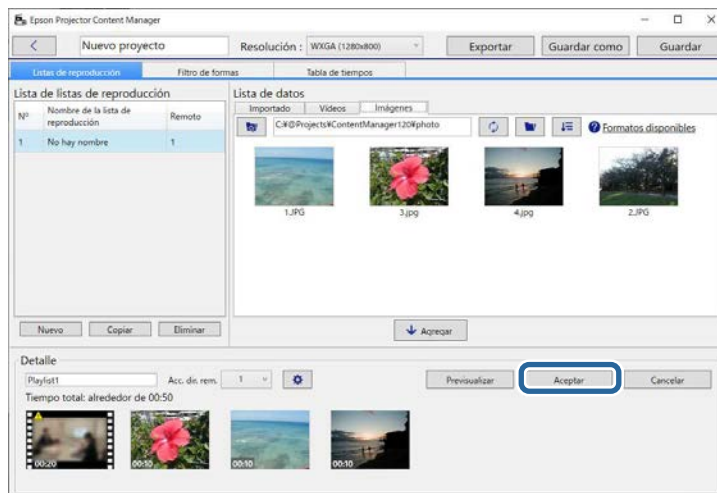 Epson Projector Content Manager
Nuevo proyecto Resolución : WXGA (1280x800) Exportar Guardar como Guardar
Listas de reproducción Filtro de formas Tabla de tiempos
Lista de listas de reproducción
Nº Nombre de la lista de reproducción Remoto
1 No hay nombre 1
Nuevo Copiar Eliminar
Lista de datos
Importado Vídeos Imágenes
C:¥@Projects¥ContentManager120¥photo Formatos disponibles
1.JPG 3.jpg 4.jpg 2.JPG
Agregar
Detalle
Playlist1 Acc. dir. rem. 1 Previsualizar Aceptar Cancelar
Tiempo total: alrededor de 00:50
00:20 00:10 00:10 00:10